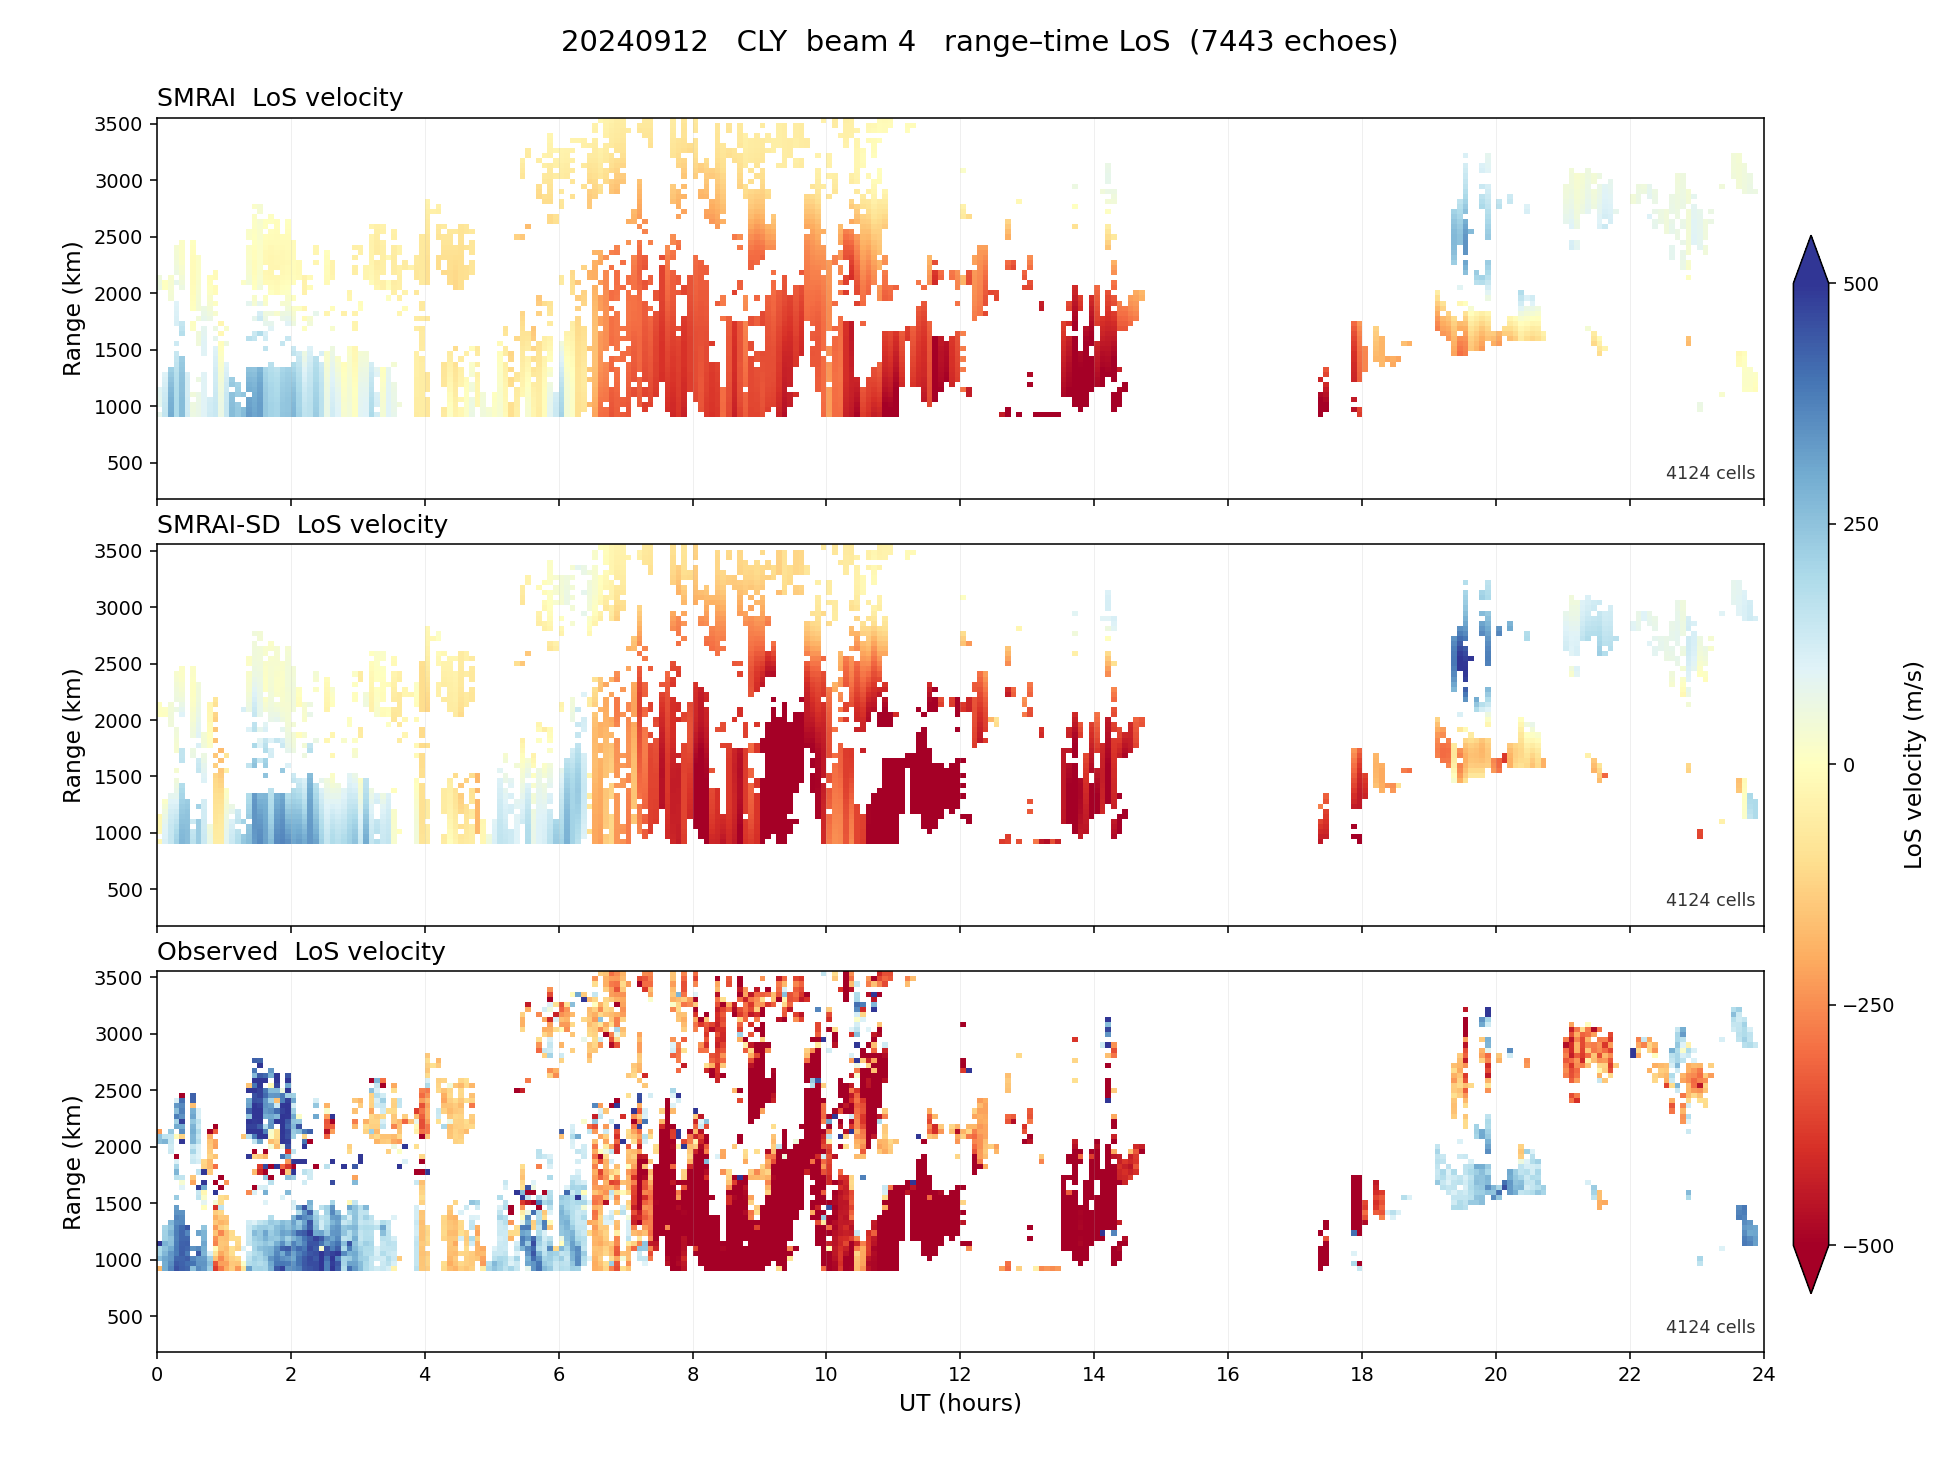 20240912   CLY  beam 4   range–time LoS  (7443 echoes)
SMRAI  LoS velocity
3500
3000
2500
2000
1500
1000
500
Range (km)
4124 cells
SMRAI-SD  LoS velocity
3500
3000
2500
2000
1500
1000
500
Range (km)
4124 cells
Observed  LoS velocity
3500
3000
2500
2000
1500
1000
500
Range (km)
4124 cells
0 2 4 6 8 10 12 14 16 18 20 22 24
UT (hours)
500
250
0
−250
−500
LoS velocity (m/s)